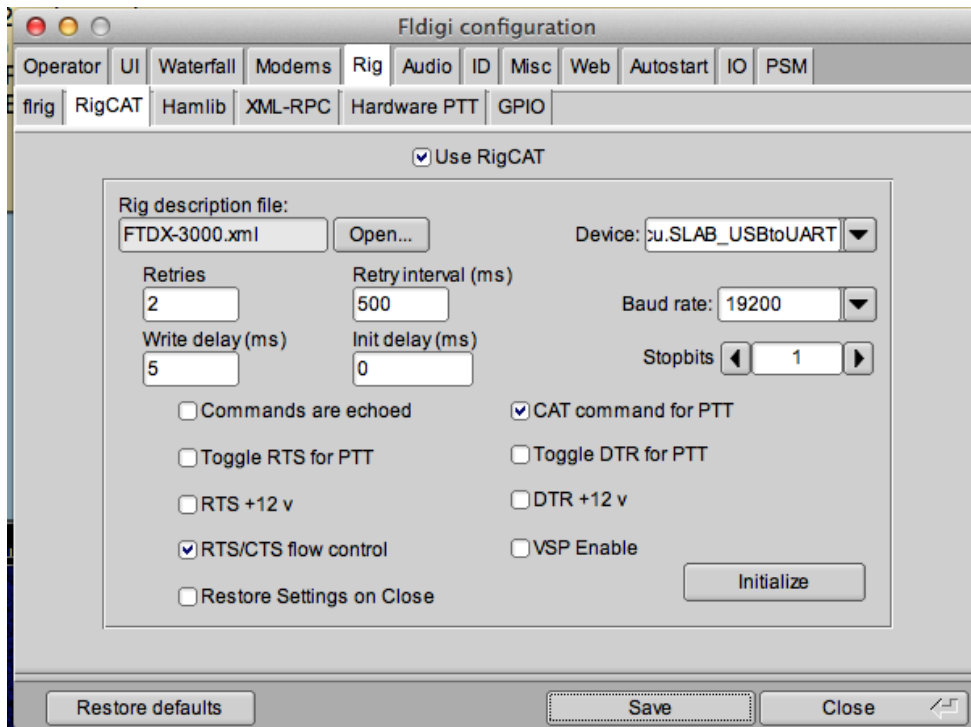 Fldigi configuration
Operator UI Waterfall Modems Rig Audio ID Misc Web Autostart IO PSM
flrig RigCAT Hamlib XML-RPC Hardware PTT GPIO
Use RigCAT
Rig description file:
FTDX-3000.xml Open... Device: cu.SLAB_USBtoUART
Retries Retry interval (ms)
2 500 Baud rate: 19200
Write delay (ms) Init delay (ms)
5 0 Stopbits 1
Commands are echoed CAT command for PTT
Toggle RTS for PTT Toggle DTR for PTT
RTS +12 v DTR +12 v
RTS/CTS flow control VSP Enable
Initialize
Restore Settings on Close
Restore defaults Save Close